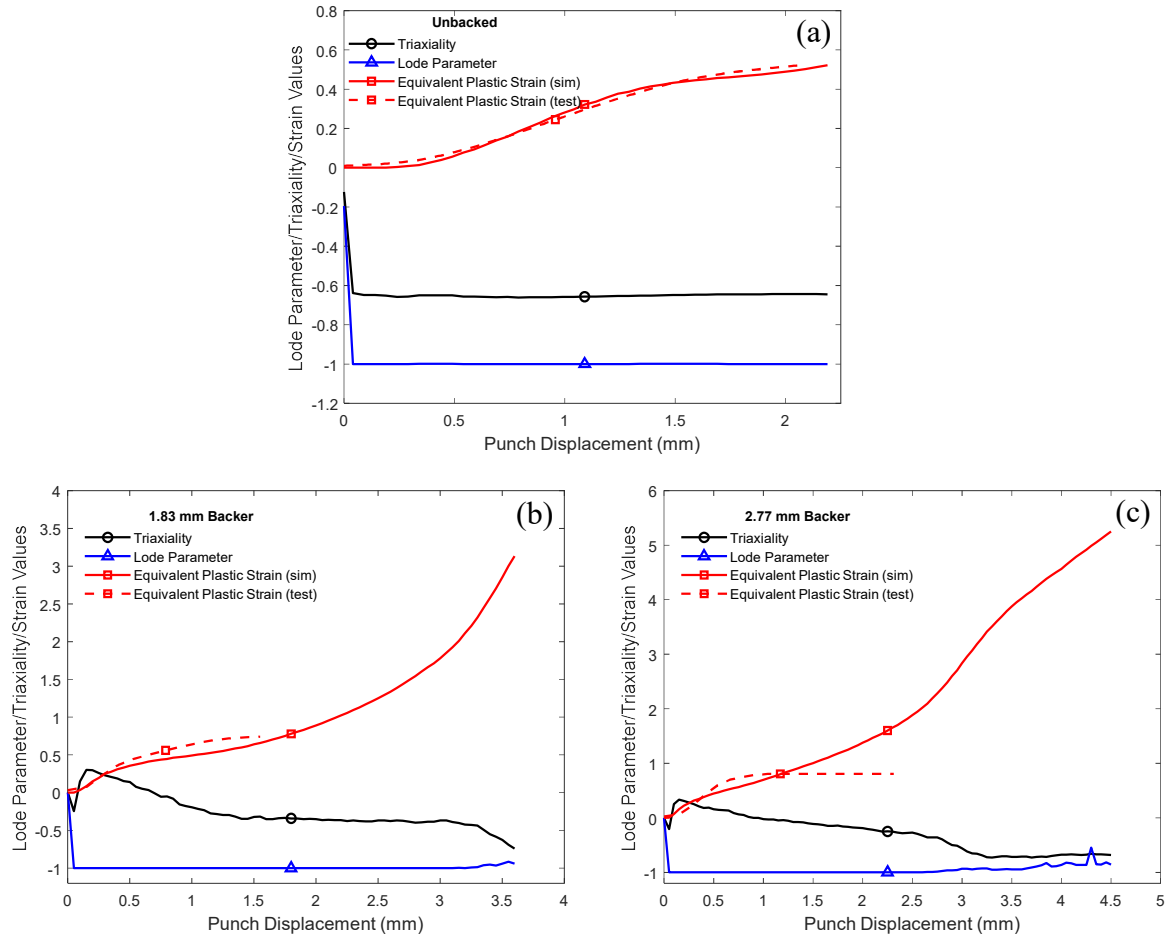 Unbacked
(a)
Triaxiality
Lode Parameter
Equivalent Plastic Strain (sim)
Equivalent Plastic Strain (test)
0.8
0.6
0.4
0.2
0
-0.2
-0.4
-0.6
-0.8
-1
-1.2
Lode Parameter/Triaxiality/Strain Values
0 0.5 1 1.5 2
Punch Displacement (mm)
1.83 mm Backer
(b)
Triaxiality
Lode Parameter
Equivalent Plastic Strain (sim)
Equivalent Plastic Strain (test)
4
3.5
3
2.5
2
1.5
1
0.5
0
-0.5
-1
Lode Parameter/Triaxiality/Strain Values
0 0.5 1 1.5 2 2.5 3 3.5 4
Punch Displacement (mm)
2.77 mm Backer
(c)
Triaxiality
Lode Parameter
Equivalent Plastic Strain (sim)
Equivalent Plastic Strain (test)
6
5
4
3
2
1
0
-1
Lode Parameter/Triaxiality/Strain Values
0 0.5 1 1.5 2 2.5 3 3.5 4 4.5 5
Punch Displacement (mm)